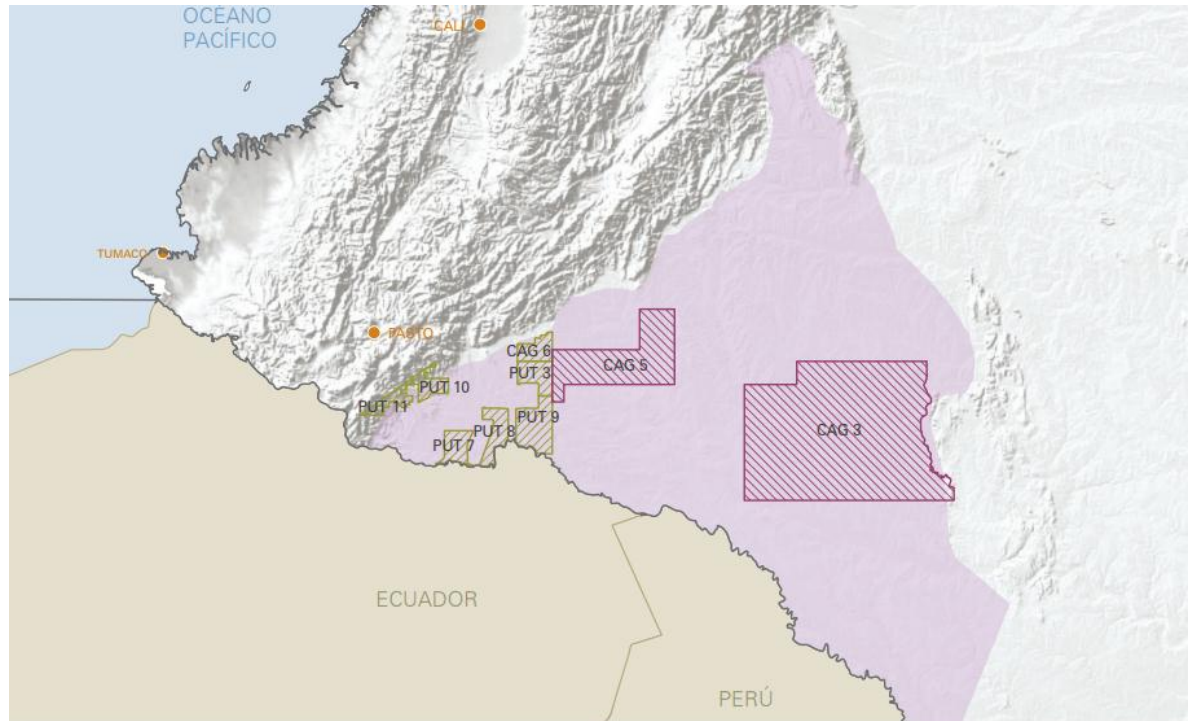 OCÉANO
PACÍFICO
CALI
TUMACO
PASTO
CAG 6
PUT 3
CAG 5
PUT 10
PUT 11
PUT 9
PUT 8
PUT 7
CAG 3
ECUADOR
PERÚ